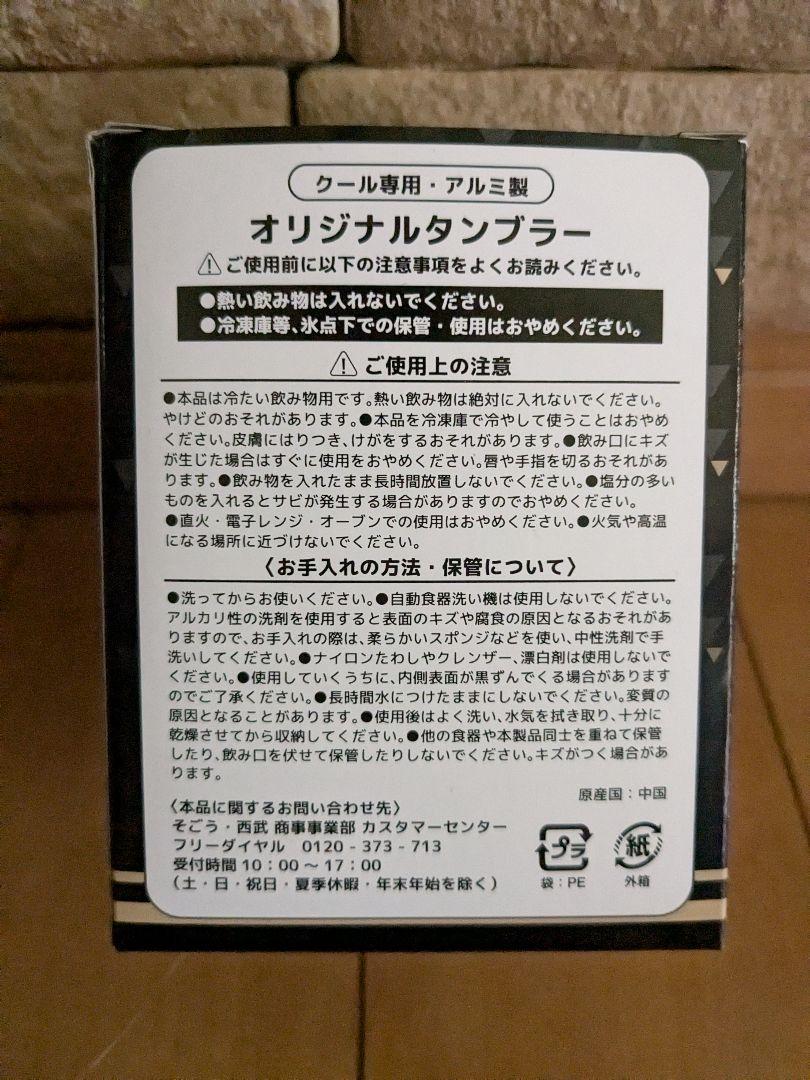 クール専用・アルミ製
オリジナルタンブラー
⚠ご使用前に以下の注意事項をよくお読みください。
●熱い飲み物は入れないでください。
●冷凍庫等、氷点下での保管・使用はおやめください。
⚠ご使用上の注意
●本品は冷たい飲み物用です。熱い飲み物は絶対に入れないでください。
やけどのおそれがあります。●本品を冷凍庫で冷やして使うことはおやめ
ください。皮膚にはりつき、けがをするおそれがあります。●飲み口にキズ
が生じた場合はすぐに使用をおやめください。唇や手指を切るおそれがあ
ります。●飲み物を入れたまま長時間放置しないでください。●塩分の多い
ものを入れるとサビが発生する場合がありますのでおやめください。
●直火・電子レンジ・オーブンでの使用はおやめください。●火気や高温
になる場所に近づけないでください。
〈お手入れの方法・保管について〉
●洗ってからお使いください。●自動食器洗い機は使用しないでください。
アルカリ性の洗剤を使用すると表面のキズや腐食の原因となるおそれがあ
りますので、お手入れの際は、柔らかいスポンジなどを使い、中性洗剤で手
洗いしてください。●ナイロンたわしやクレンザー、漂白剤は使用しないで
ください。●使用していくうちに、内側表面が黒ずんでくる場合があります
のでご了承ください。●長時間水につけたままにしないでください。変質の
原因となることがあります。●使用後はよく洗い、水気を拭き取り、十分に
乾燥させてから収納してください。●他の食器や本製品同士を重ねて保管
したり、飲み口を伏せて保管したりしないでください。キズがつく場合があ
ります。
原産国：中国
〈本品に関するお問い合わせ先〉
そごう・西武 商事事業部 カスタマーセンター
フリーダイヤル 0120-373-713
受付時間 10：00～17：00
（土・日・祝日・夏季休暇・年末年始を除く）
プラ
袋：PE
紙
外箱